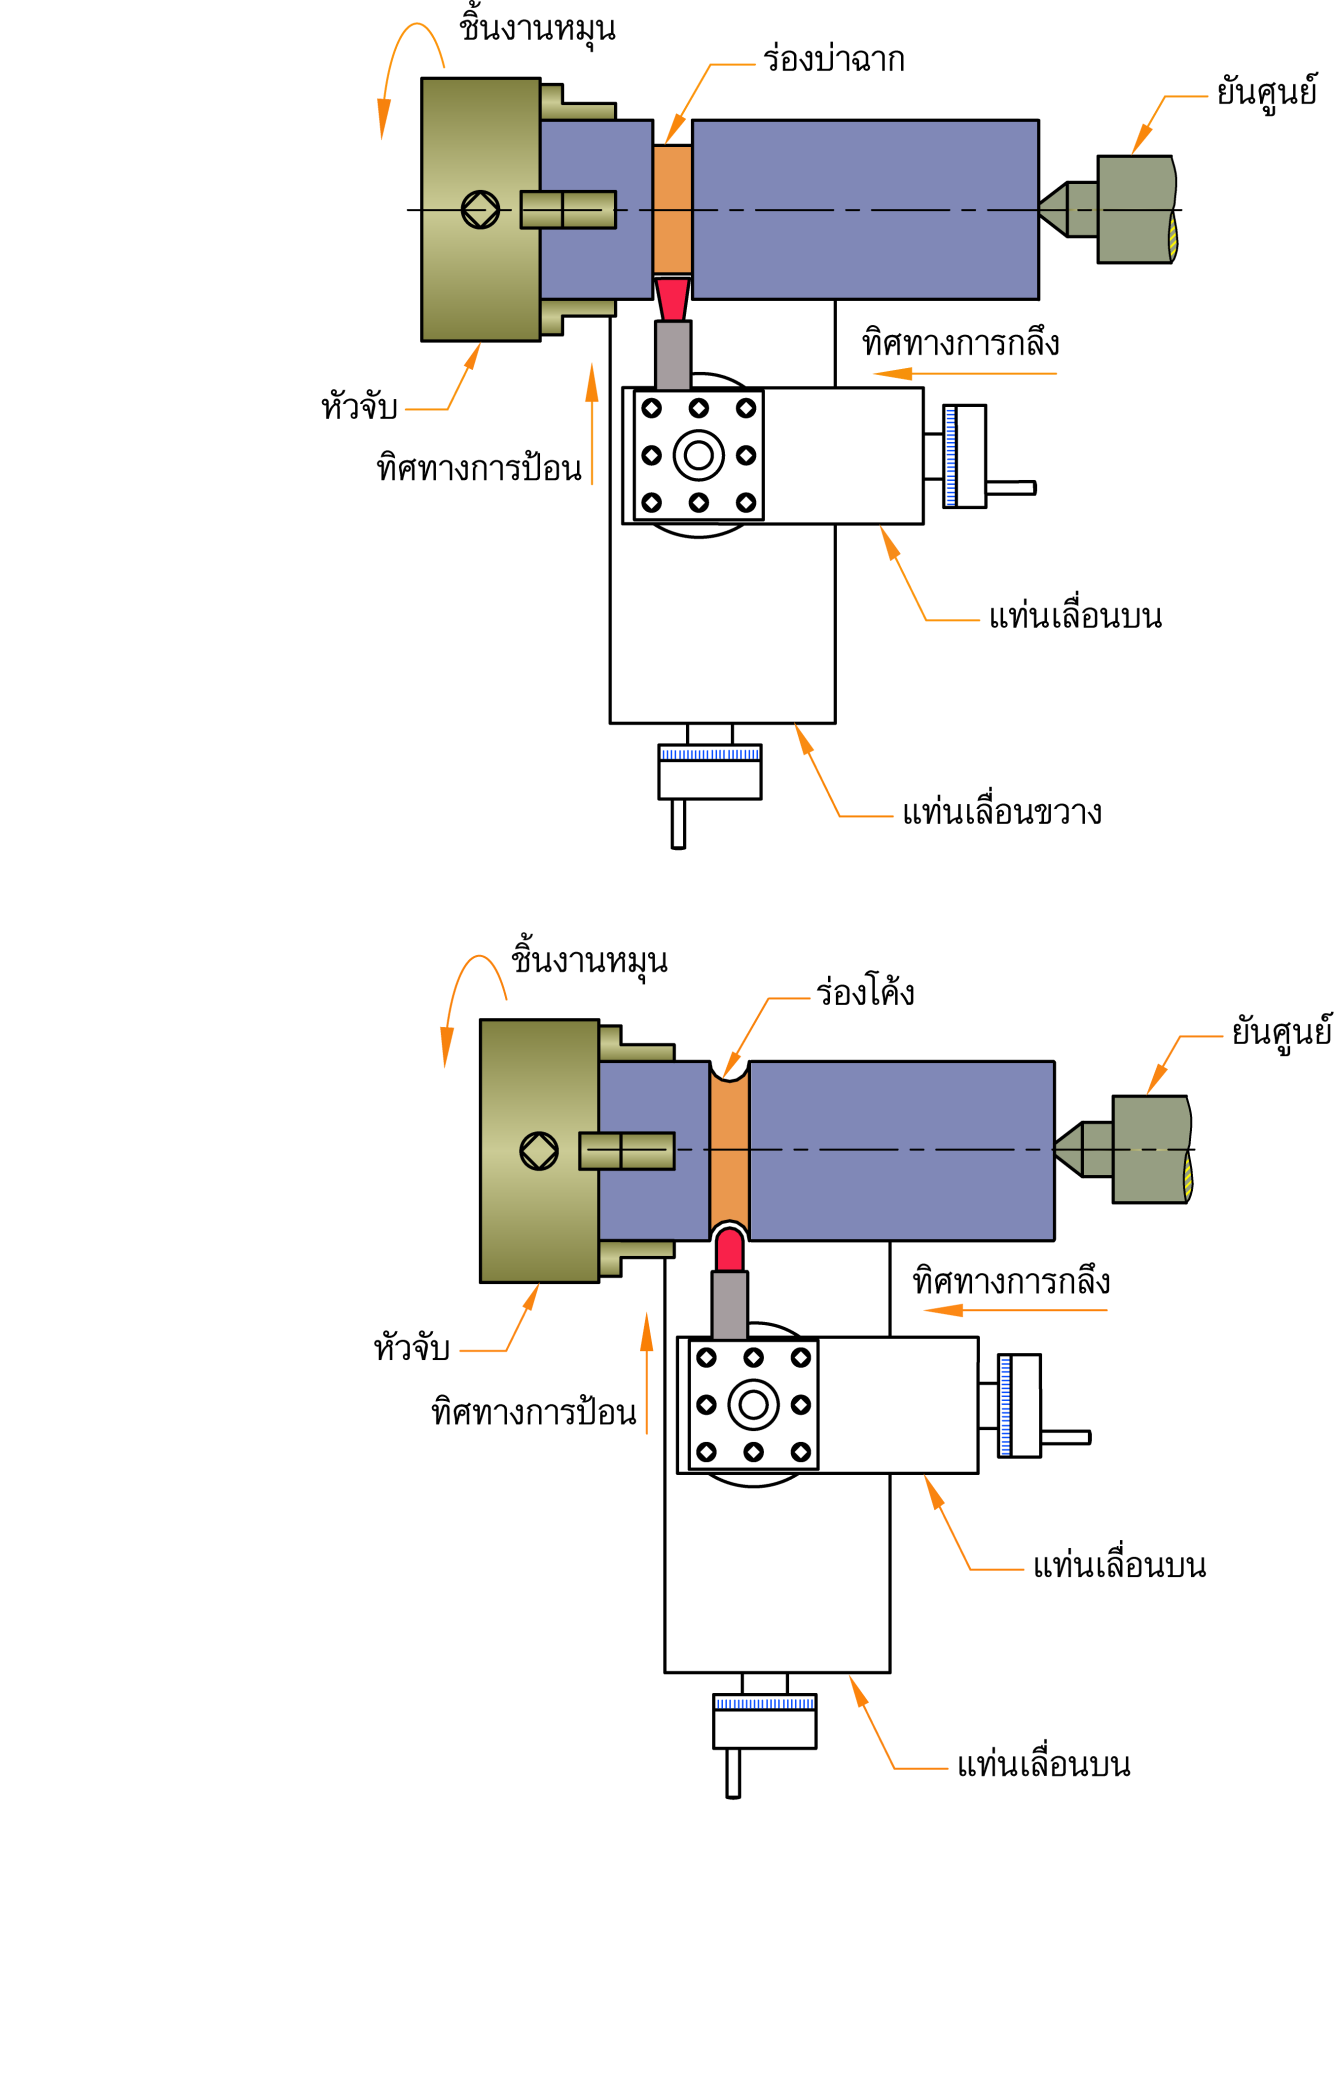 ชิ้นงานหมุน
ร่องบ่าฉาก
ยันศูนย์
ทิศทางการกลึง
หัวจับ
ทิศทางการป้อน
แท่นเลื่อนบน
แท่นเลื่อนขวาง
ชิ้นงานหมุน
ร่องโค้ง
ยันศูนย์
ทิศทางการกลึง
หัวจับ
ทิศทางการป้อน
แท่นเลื่อนบน
แท่นเลื่อนบน